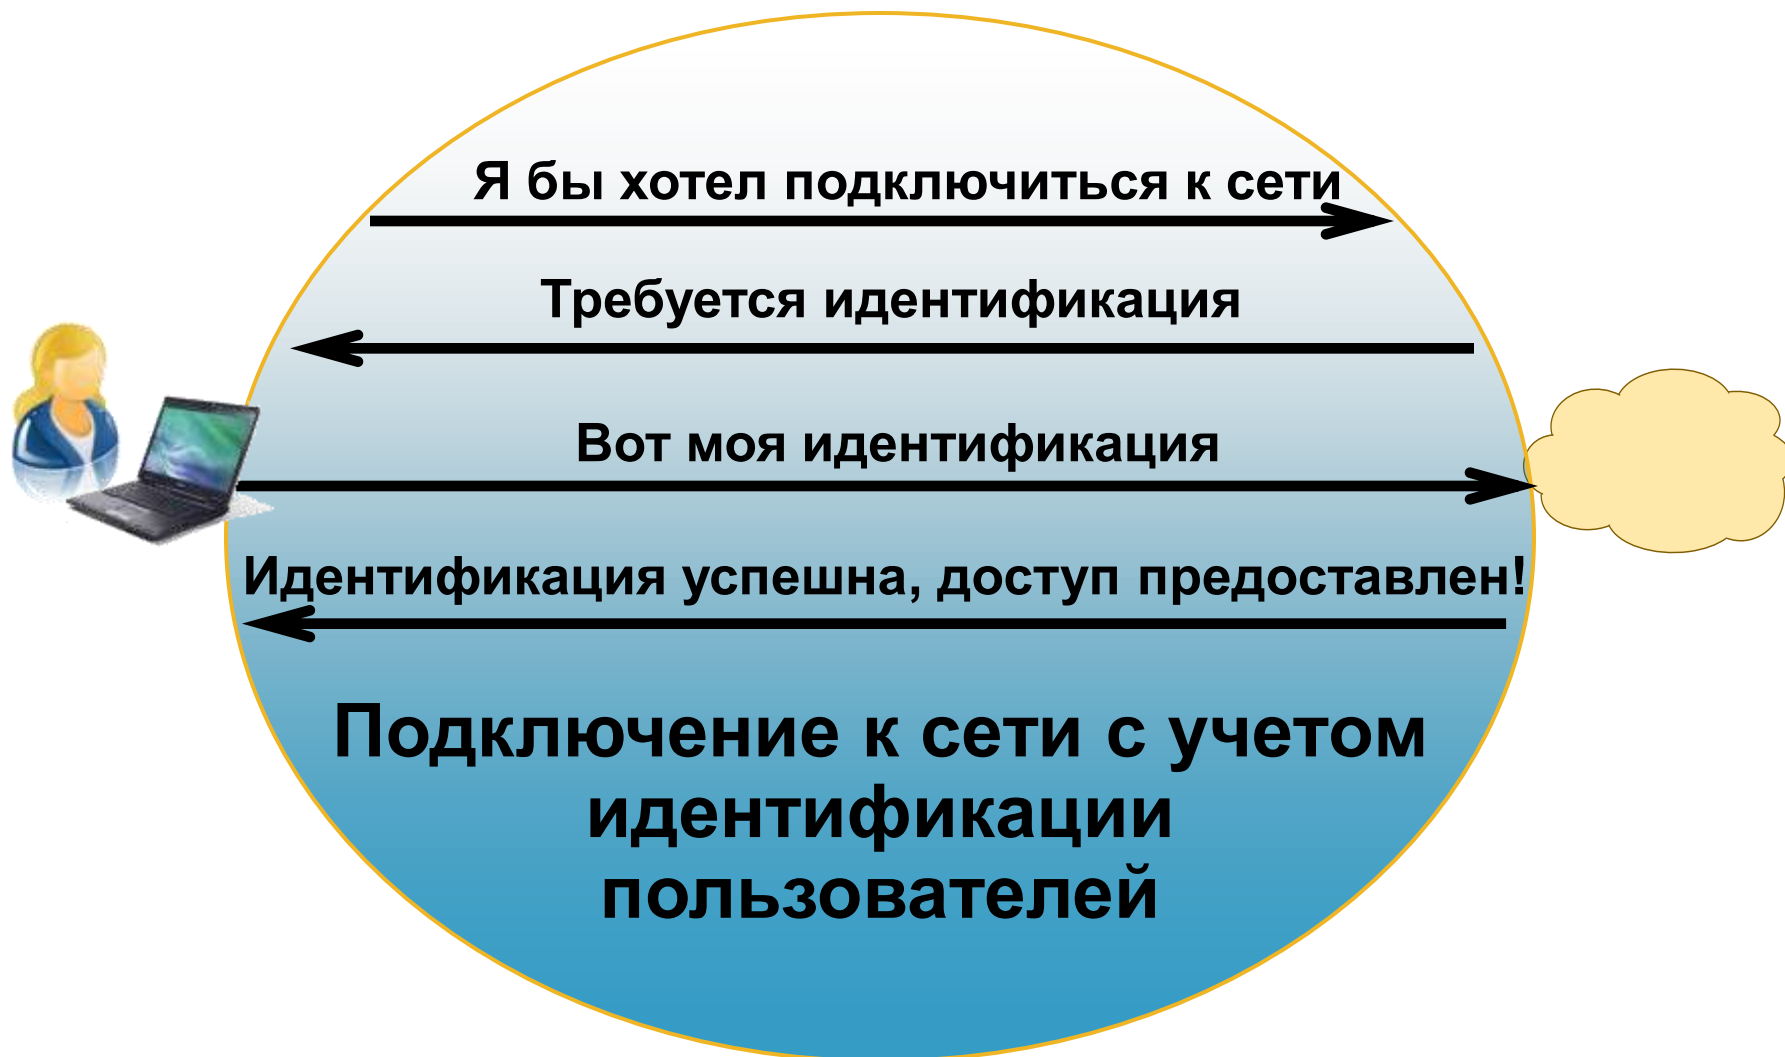 Я бы хотел подключиться к сети
Требуется идентификация
Вот моя идентификация
Идентификация успешна, доступ предоставлен!
Подключение к сети с учетом
идентификации
пользователей